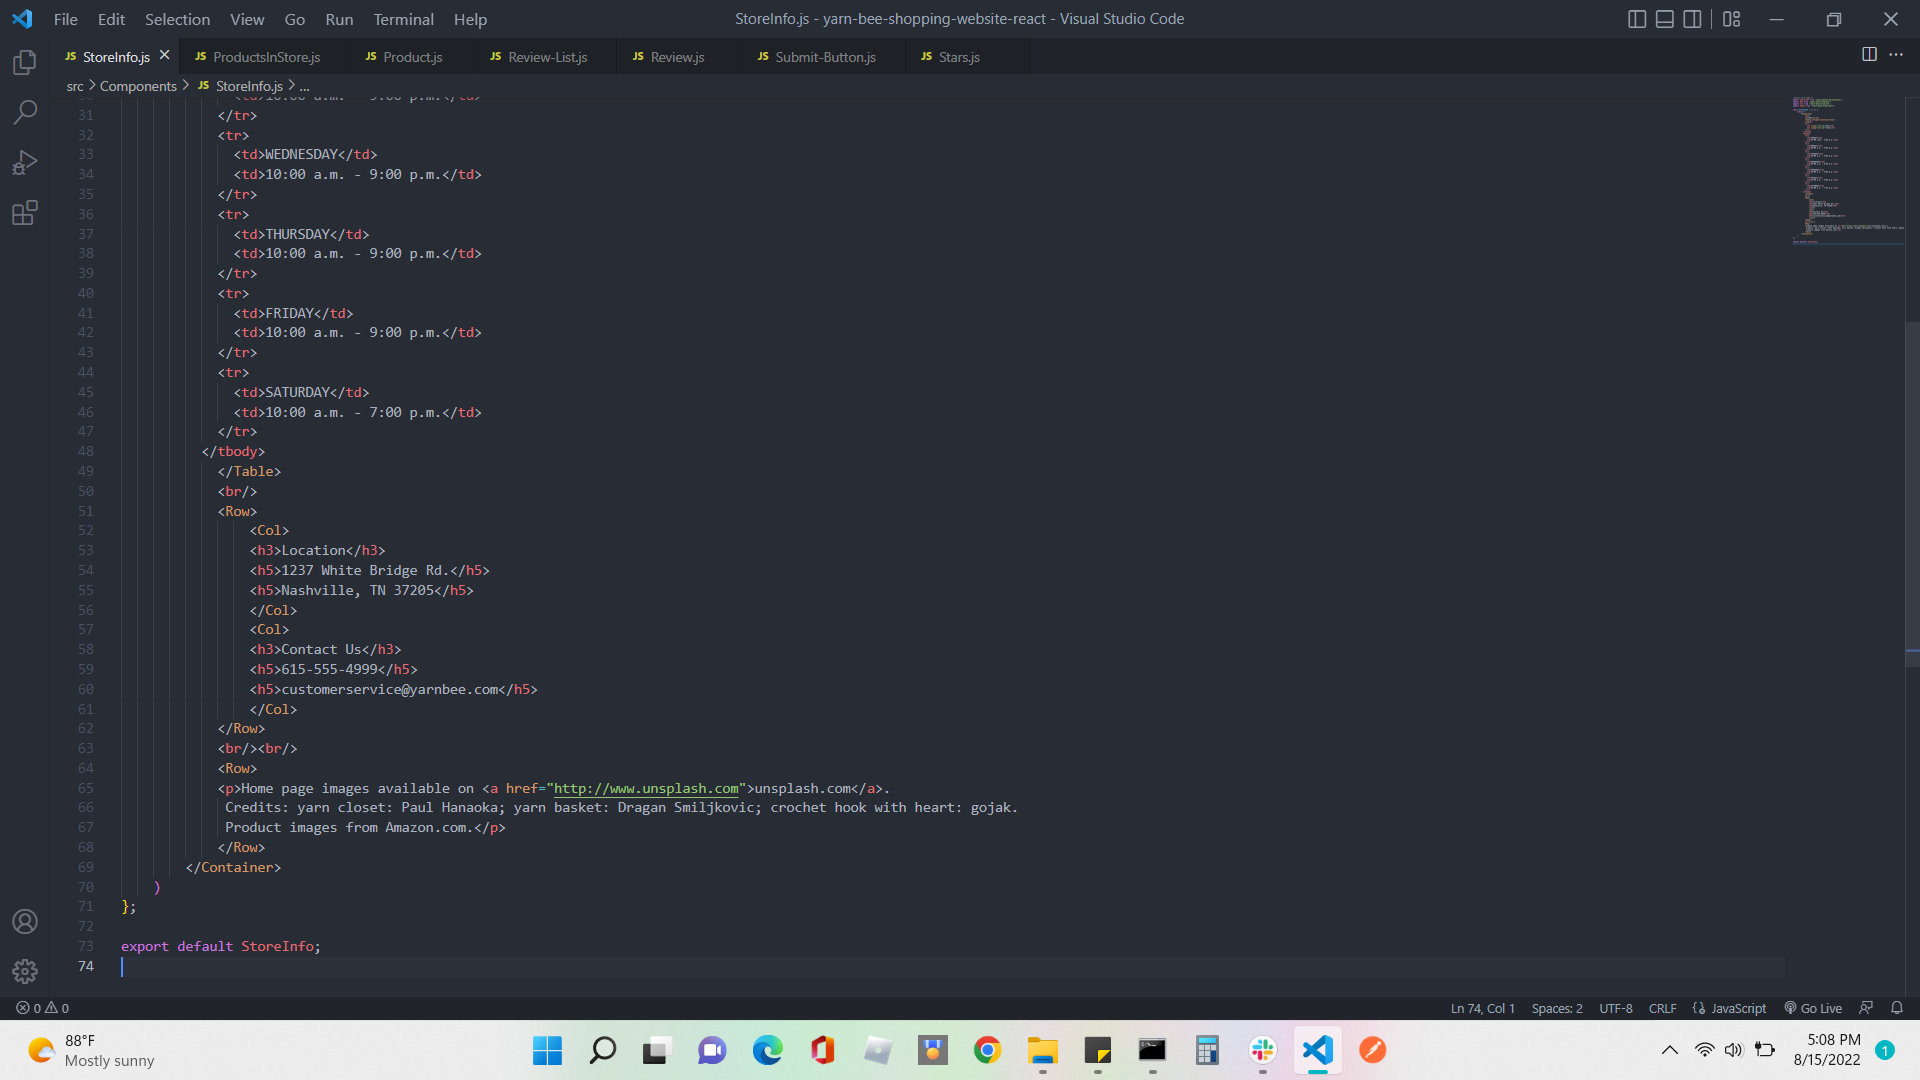 File Edit Selection View Go Run Terminal Help
StoreInfo.js - yarn-bee-shopping-website-react - Visual Studio Code
JS StoreInfo.js JS ProductsInStore.js JS Product.js JS Review-List.js JS Review.js JS Submit-Button.js JS Stars.js
src > Components > JS StoreInfo.js > ...
30 <td>10:00 a.m. - 9:00 p.m.</td>
31 </tr>
32 <tr>
33 <td>WEDNESDAY</td>
34 <td>10:00 a.m. - 9:00 p.m.</td>
35 </tr>
36 <tr>
37 <td>THURSDAY</td>
38 <td>10:00 a.m. - 9:00 p.m.</td>
39 </tr>
40 <tr>
41 <td>FRIDAY</td>
42 <td>10:00 a.m. - 9:00 p.m.</td>
43 </tr>
44 <tr>
45 <td>SATURDAY</td>
46 <td>10:00 a.m. - 7:00 p.m.</td>
47 </tr>
48 </tbody>
49 </Table>
50 <br/>
51 <Row>
52 <Col>
53 <h3>Location</h3>
54 <h5>1237 White Bridge Rd.</h5>
55 <h5>Nashville, TN 37205</h5>
56 </Col>
57 <Col>
58 <h3>Contact Us</h3>
59 <h5>615-555-4999</h5>
60 <h5>customerservice@yarnbee.com</h5>
61 </Col>
62 </Row>
63 <br/><br/>
64 <Row>
65 <p>Home page images available on <a href="http://www.unsplash.com">unsplash.com</a>.
66 Credits: yarn closet: Paul Hanaoka; yarn basket: Dragan Smiljkovic; crochet hook with heart: gojak.
67 Product images from Amazon.com.</p>
68 </Row>
69 </Container>
70 )
71 };
72
73 export default StoreInfo;
74
0 0 Ln 74, Col 1 Spaces: 2 UTF-8 CRLF {} JavaScript Go Live
88°F
Mostly sunny
5:08 PM
8/15/2022
1